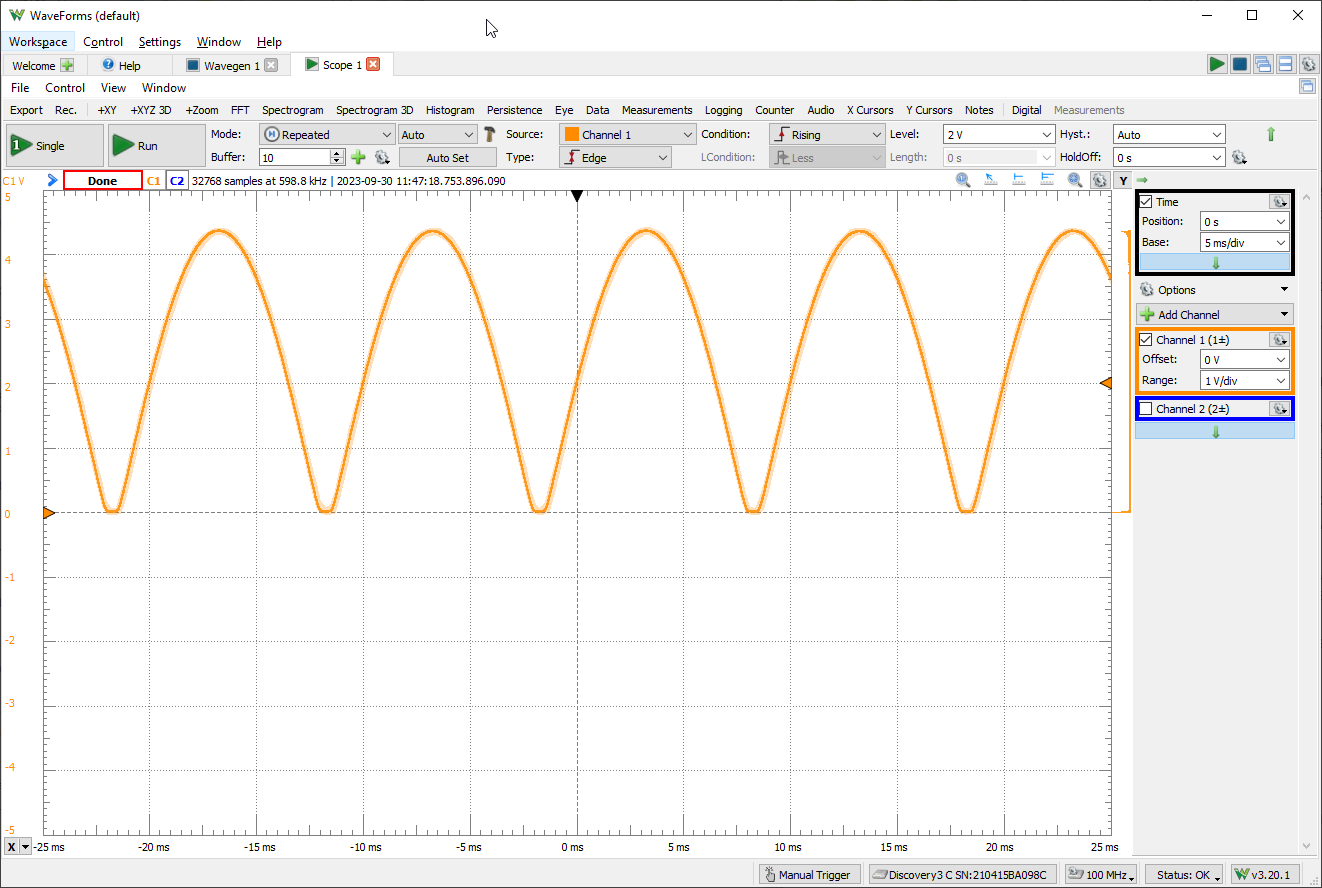 WaveForms (default)
Workspace Control Settings Window Help
Welcome Help Wavegen 1 Scope 1
File Control View Window
Export Rec. +XY +XYZ 3D +Zoom FFT Spectrogram Spectrogram 3D Histogram Persistence Eye Data Measurements Logging Counter Audio X Cursors Y Cursors Notes Digital Measurements
1 Single Run Mode: Repeated Auto Source: Channel 1 Condition: Rising Level: 2 V Hyst.: Auto
Buffer: 10 Auto Set Type: Edge LCondition: Less Length: 0 s HoldOff: 0 s
C1 V Done C1 C2 32768 samples at 598.8 kHz | 2023-09-30 11:47:18.753.896.090 Y
5
4
3
2
1
0
-1
-2
-3
-4
-5
X -25 ms -20 ms -15 ms -10 ms -5 ms 0 ms 5 ms 10 ms 15 ms 20 ms 25 ms
Time
Position: 0 s
Base: 5 ms/div
Options
Add Channel
Channel 1 (1±)
Offset: 0 V
Range: 1 V/div
Channel 2 (2±)
Manual Trigger Discovery3 C SN:210415BA098C 100 MHz Status: OK v3.20.1